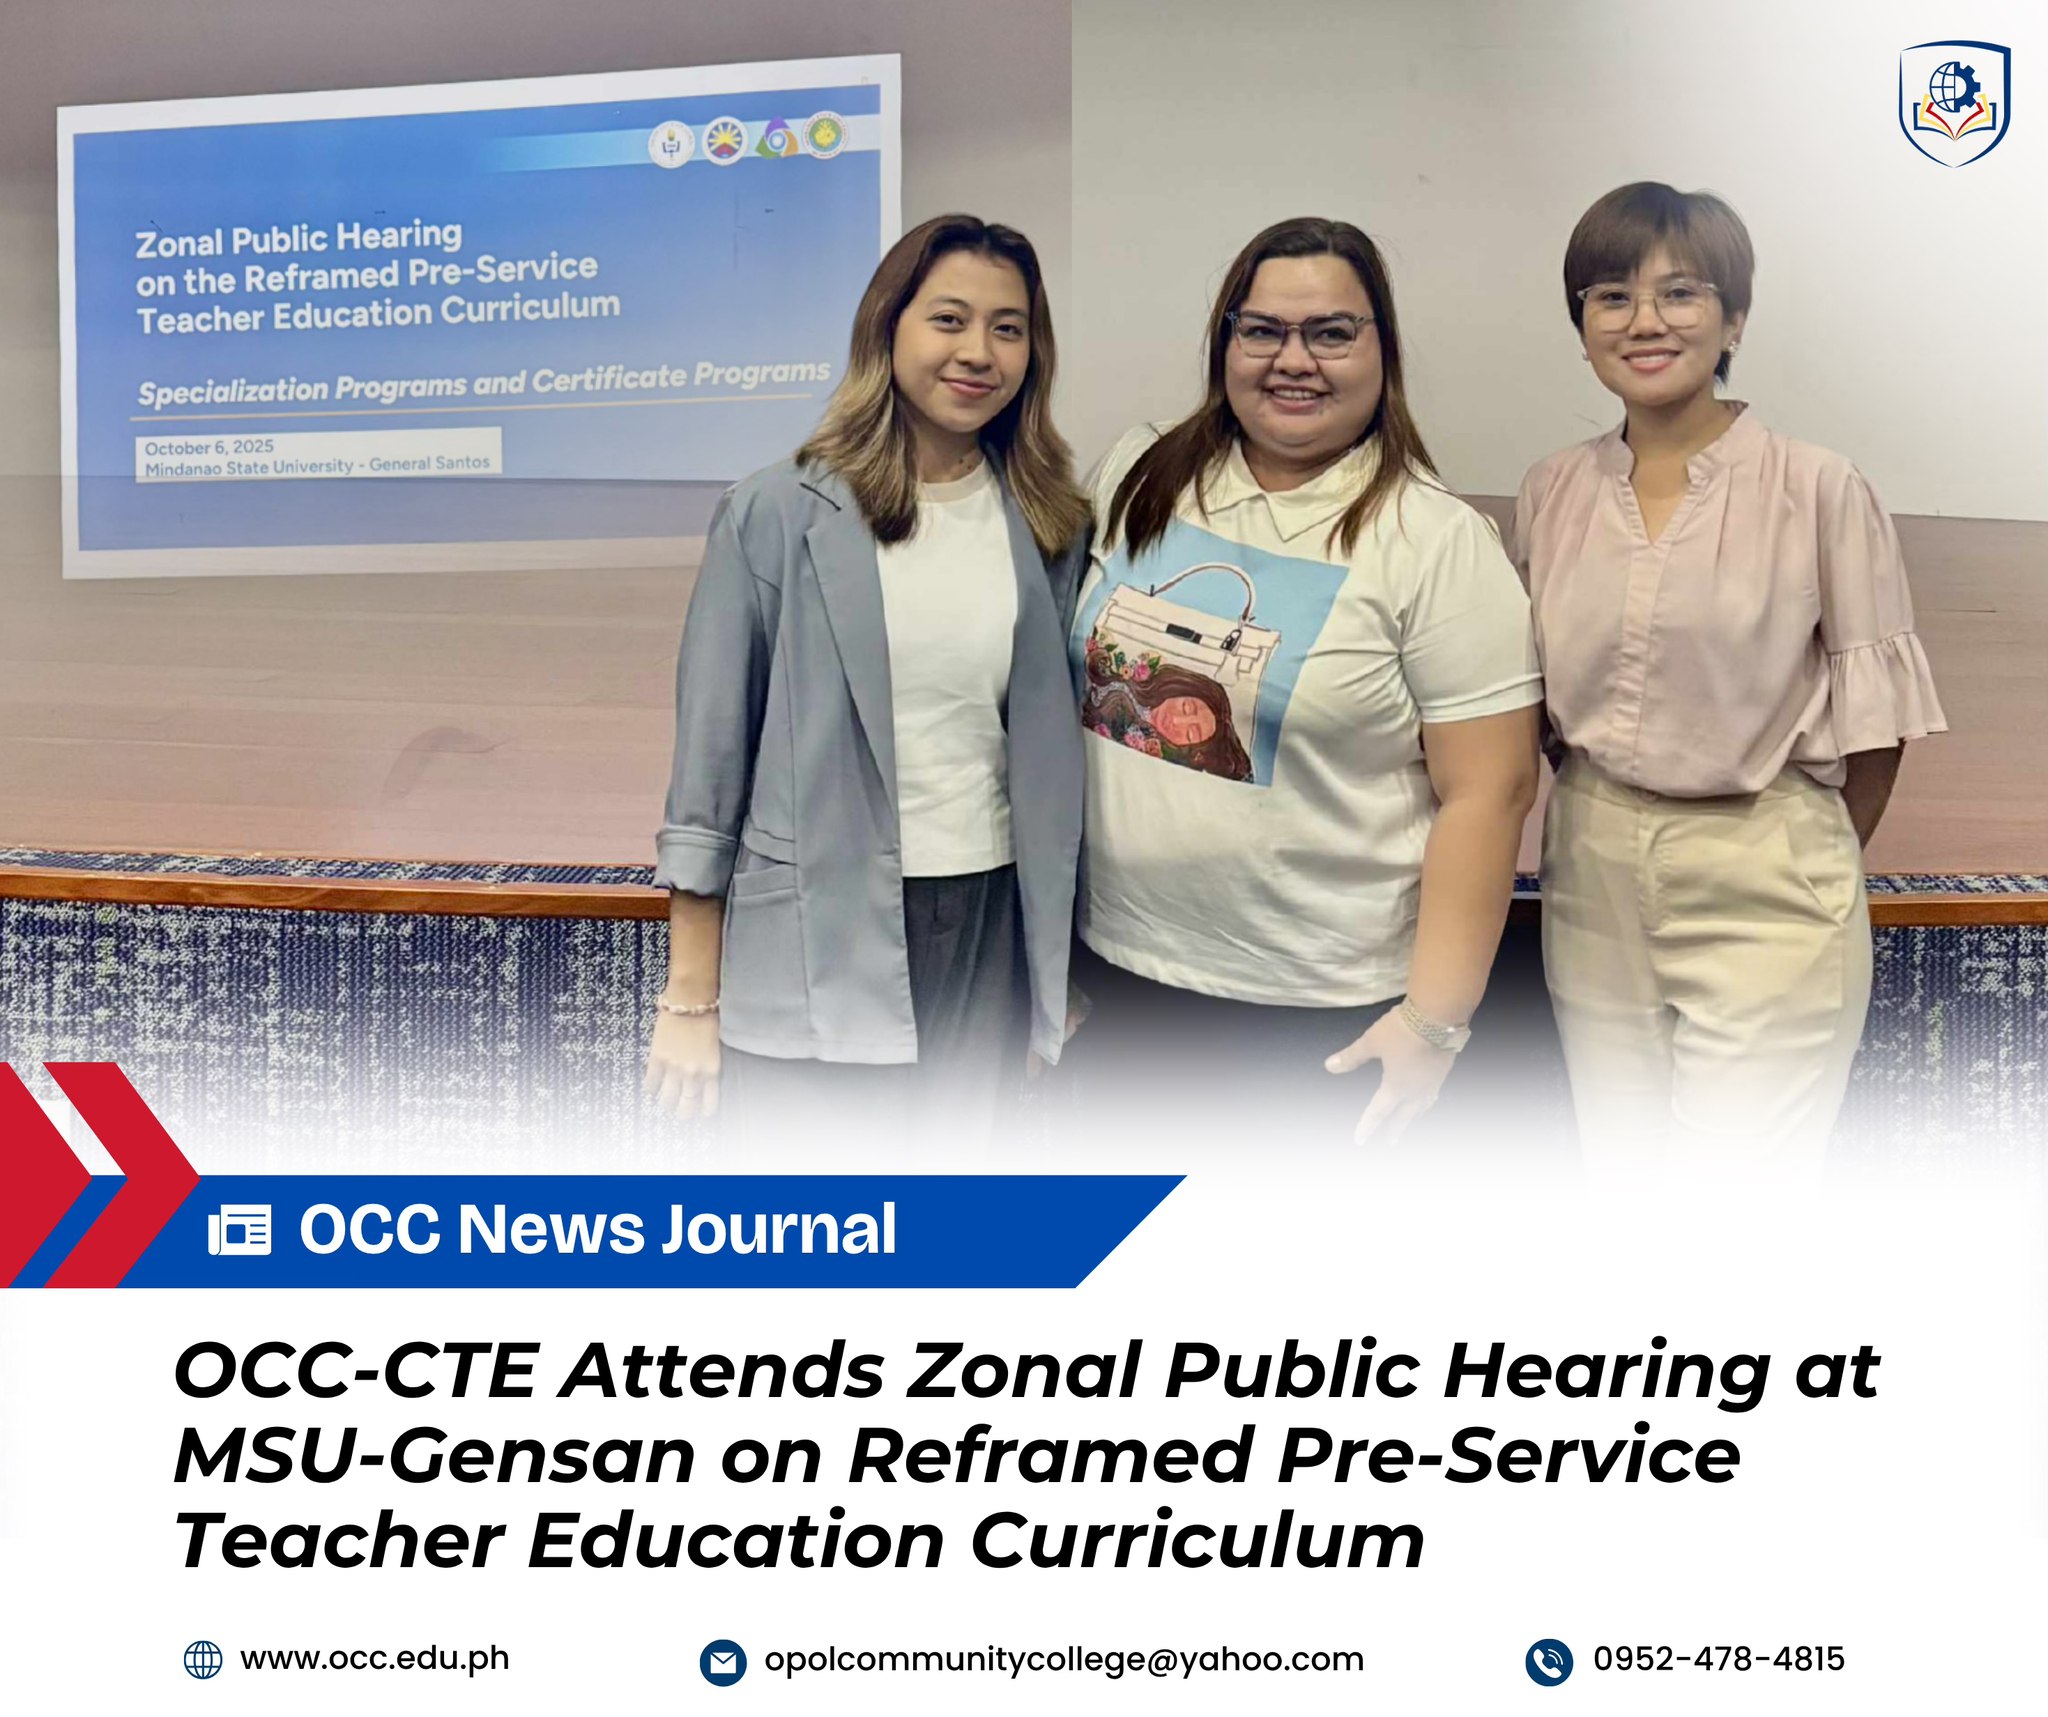 Zonal Public Hearing
on the Reframed Pre-Service
Teacher Education Curriculum
Specialization Programs and Certificate Programs
October 6, 2025
Mindanao State University - General Santos
OCC News Journal
OCC-CTE Attends Zonal Public Hearing at
MSU-Gensan on Reframed Pre-Service
Teacher Education Curriculum
www.occ.edu.ph
opolcommunitycollege@yahoo.com
0952-478-4815